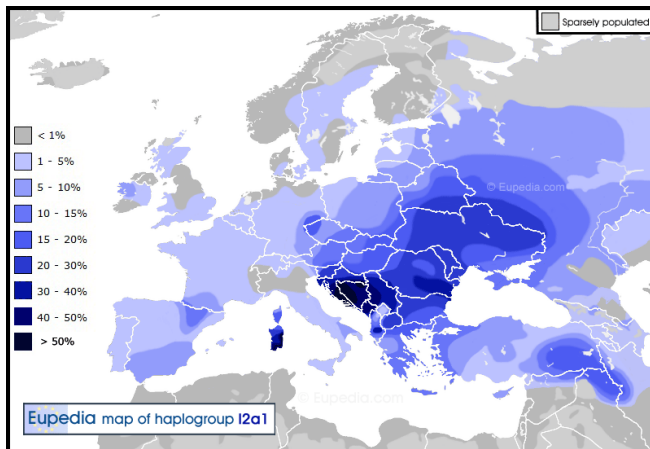 Sparsely populated
< 1%
1 - 5%
5 - 10%
10 - 15%
15 - 20%
20 - 30%
30 - 40%
40 - 50%
> 50%
© Eupedia.com
© Eupedia.com
Eupedia map of haplogroup I2a1